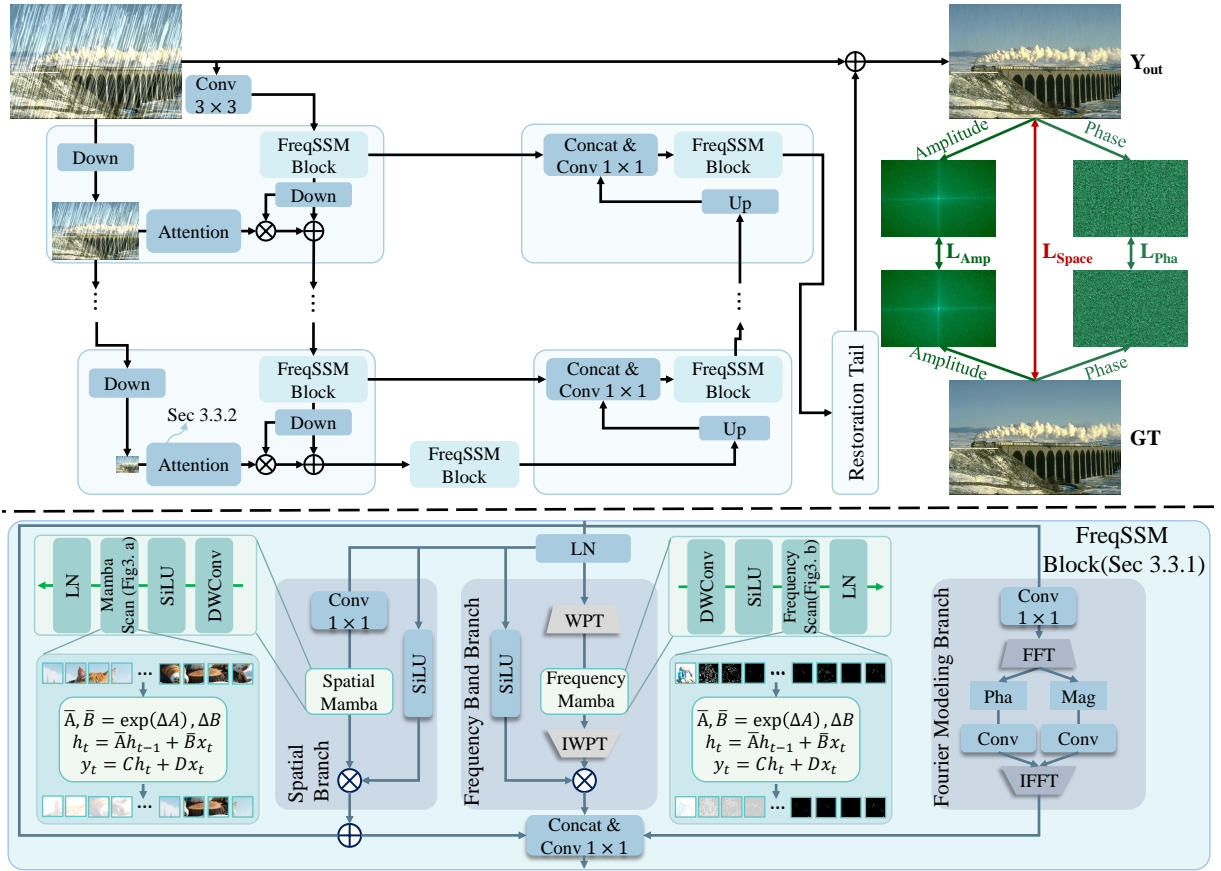 Conv
3 × 3
Y_out
Down
FreqSSM
Block
Down
Attention
Concat &
Conv 1 × 1
FreqSSM
Block
Up
Amplitude
Phase
L_Amp
L_Space
L_Pha
Amplitude
Phase
GT
Restoration Tail
Down
FreqSSM
Block
Sec 3.3.2
Down
Attention
FreqSSM
Block
Concat &
Conv 1 × 1
FreqSSM
Block
Up
FreqSSM
Block(Sec 3.3.1)
LN
Mamba
Scan (Fig3. a)
SiLU
DWConv
A̅, B̅ = exp(ΔA) , ΔB
h_t = A̅h_{t−1} + B̅x_t
y_t = Ch_t + Dx_t
Spatial
Branch
Conv
1 × 1
Spatial
Mamba
SiLU
LN
Frequency Band Branch
SiLU
WPT
Frequency
Mamba
IWPT
Concat &
Conv 1 × 1
DWConv
SiLU
Frequency
Scan(Fig3. b)
LN
A̅, B̅ = exp(ΔA) , ΔB
h_t = A̅h_{t−1} + B̅x_t
y_t = Ch_t + Dx_t
Fourier Modeling Branch
Conv
1 × 1
FFT
Pha
Mag
Conv
Conv
IFFT